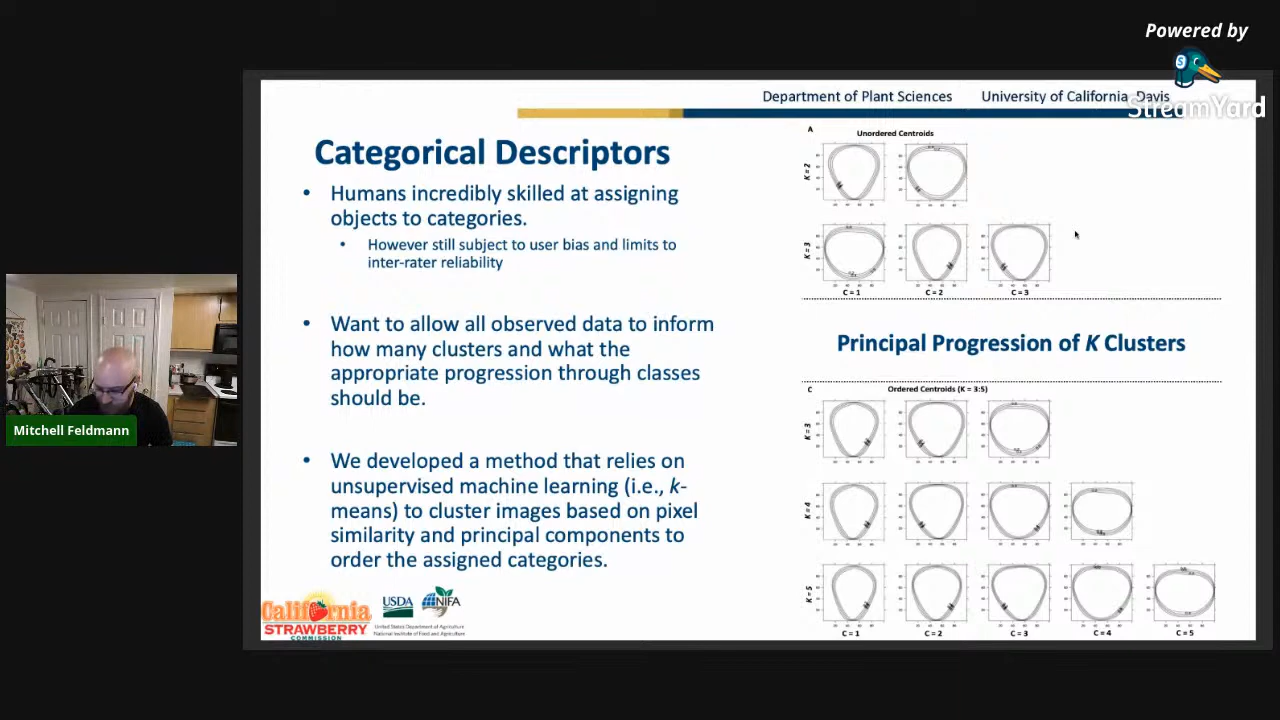 Powered by
StreamYard
Department of Plant Sciences University of California, Davis
Categorical Descriptors
• Humans incredibly skilled at assigning
objects to categories.
• However still subject to user bias and limits to
inter-rater reliability
• Want to allow all observed data to inform
how many clusters and what the
appropriate progression through classes
should be.
• We developed a method that relies on
unsupervised machine learning (i.e., k-
means) to cluster images based on pixel
similarity and principal components to
order the assigned categories.
A
Unordered Centroids
K = 2
K = 3
C = 1 C = 2 C = 3
Principal Progression of K Clusters
C
Ordered Centroids (K = 3:5)
K = 3
K = 4
K = 5
C = 1 C = 2 C = 3 C = 4 C = 5
California
STRAWBERRY
COMMISSION
USDA NIFA
United States Department of Agriculture
National Institute of Food and Agriculture
Mitchell Feldmann